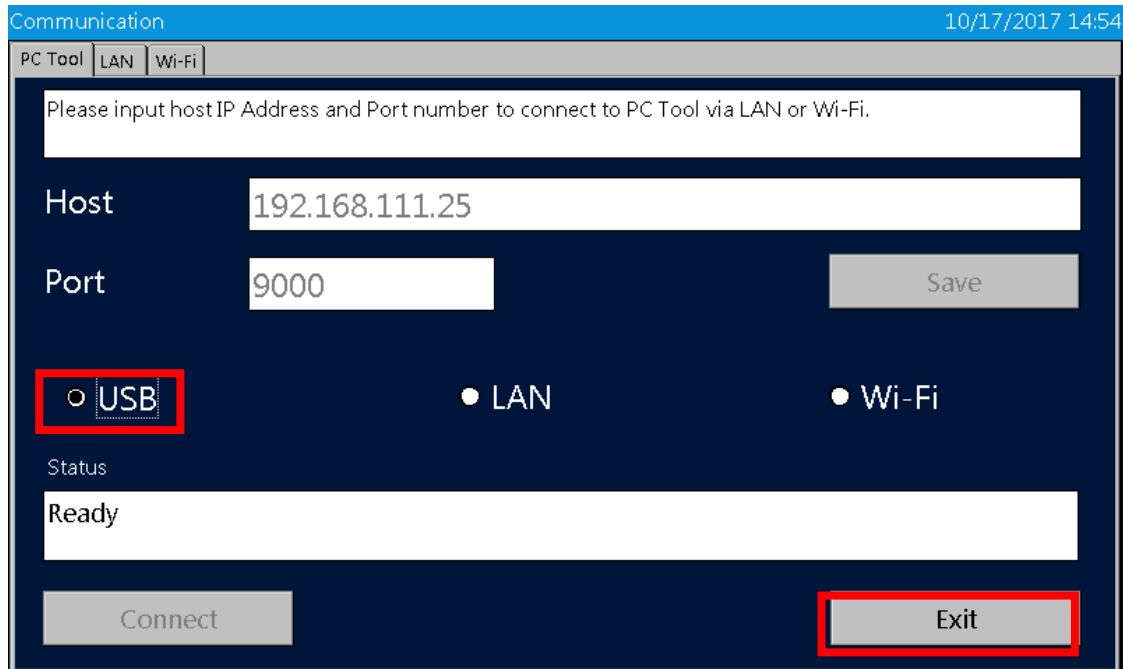 Communication 10/17/2017 14:54
PC Tool LAN Wi-Fi
Please input host IP Address and Port number to connect to PC Tool via LAN or Wi-Fi.
Host 192.168.111.25
Port 9000 Save
USB LAN Wi-Fi
Status
Ready
Connect Exit